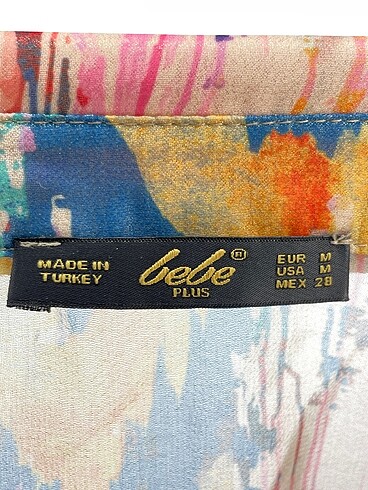 MADE IN
TURKEY
bebe®
PLUS
EUR M
USA M
MEX 28